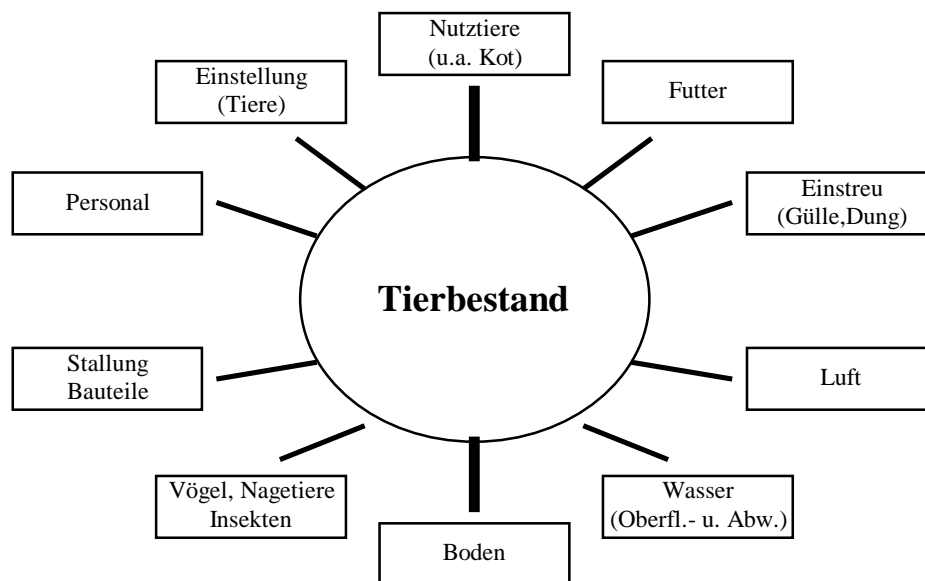 Nutztiere
(u.a. Kot)
Einstellung
(Tiere)
Futter
Personal
Einstreu
(Gülle,Dung)
Tierbestand
Stallung
Bauteile
Luft
Vögel, Nagetiere
Insekten
Wasser
(Oberfl.- u. Abw.)
Boden